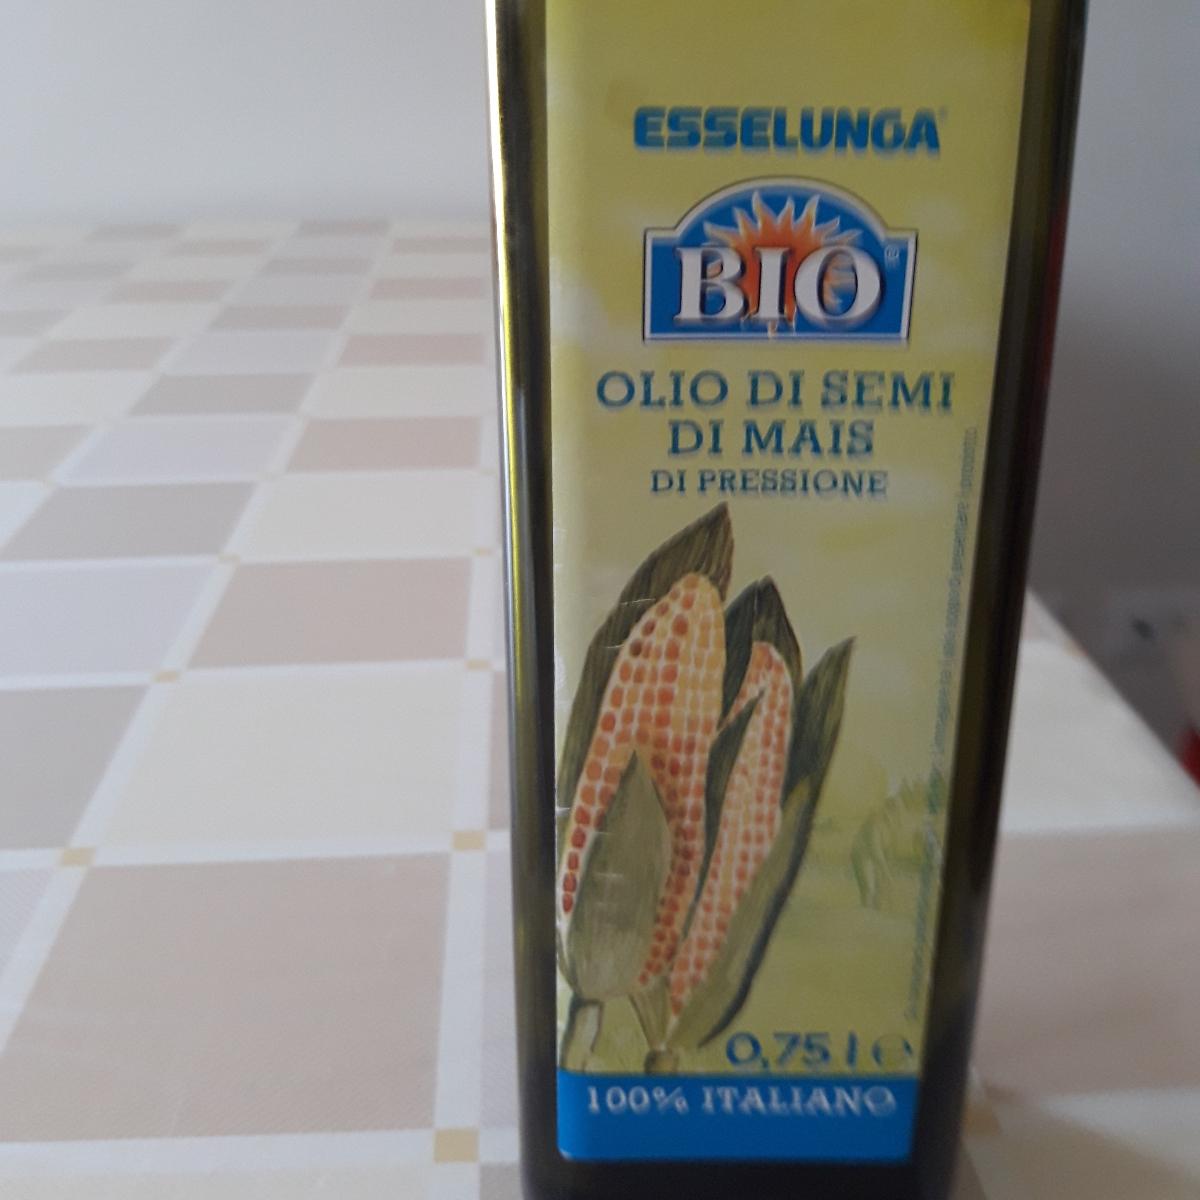 ESSELUNGA
BIO
OLIO DI SEMI
DI MAIS
DI PRESSIONE
0,75 l e
100% ITALIANO